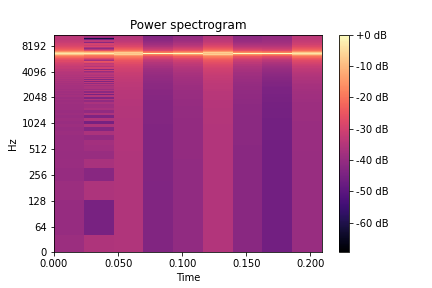 Power spectrogram
8192
4096
2048
1024
512
256
128
64
0
Hz
0.000 0.050 0.100 0.150 0.200
Time
+0 dB
-10 dB
-20 dB
-30 dB
-40 dB
-50 dB
-60 dB